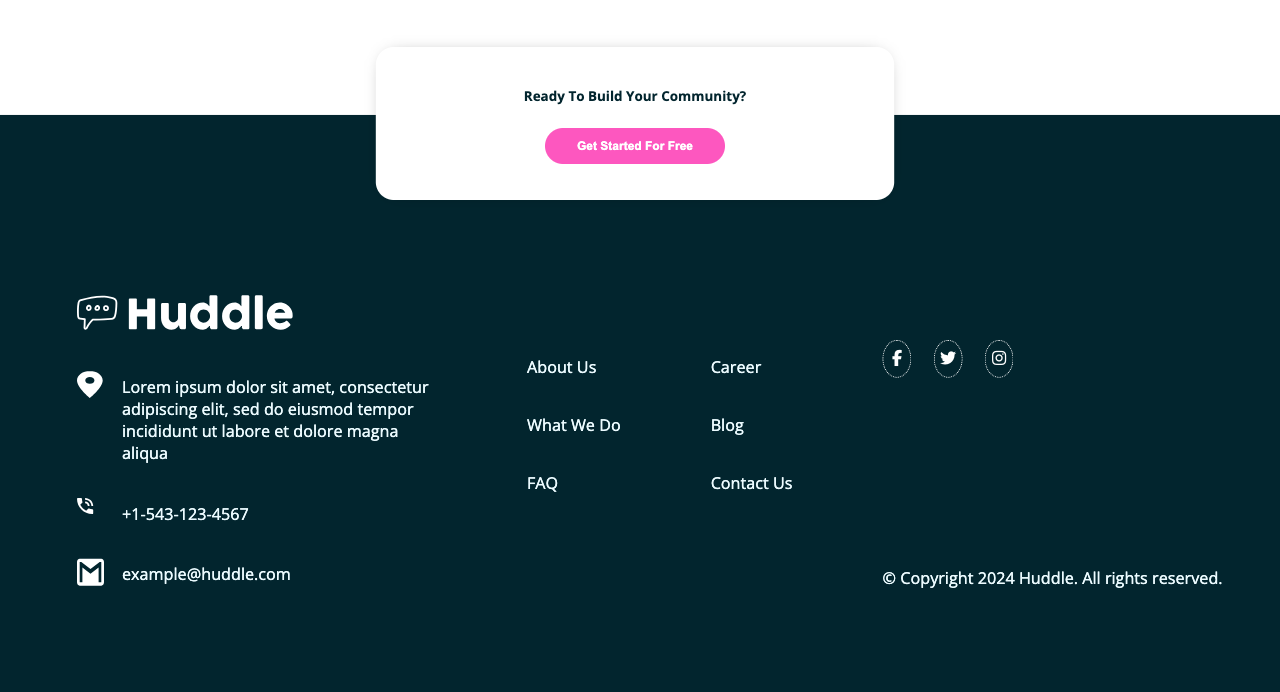 Ready To Build Your Community?
Get Started For Free
Huddle
Lorem ipsum dolor sit amet, consectetur
adipiscing elit, sed do eiusmod tempor
incididunt ut labore et dolore magna
aliqua
+1-543-123-4567
example@huddle.com
About Us
What We Do
FAQ
Career
Blog
Contact Us
© Copyright 2024 Huddle. All rights reserved.